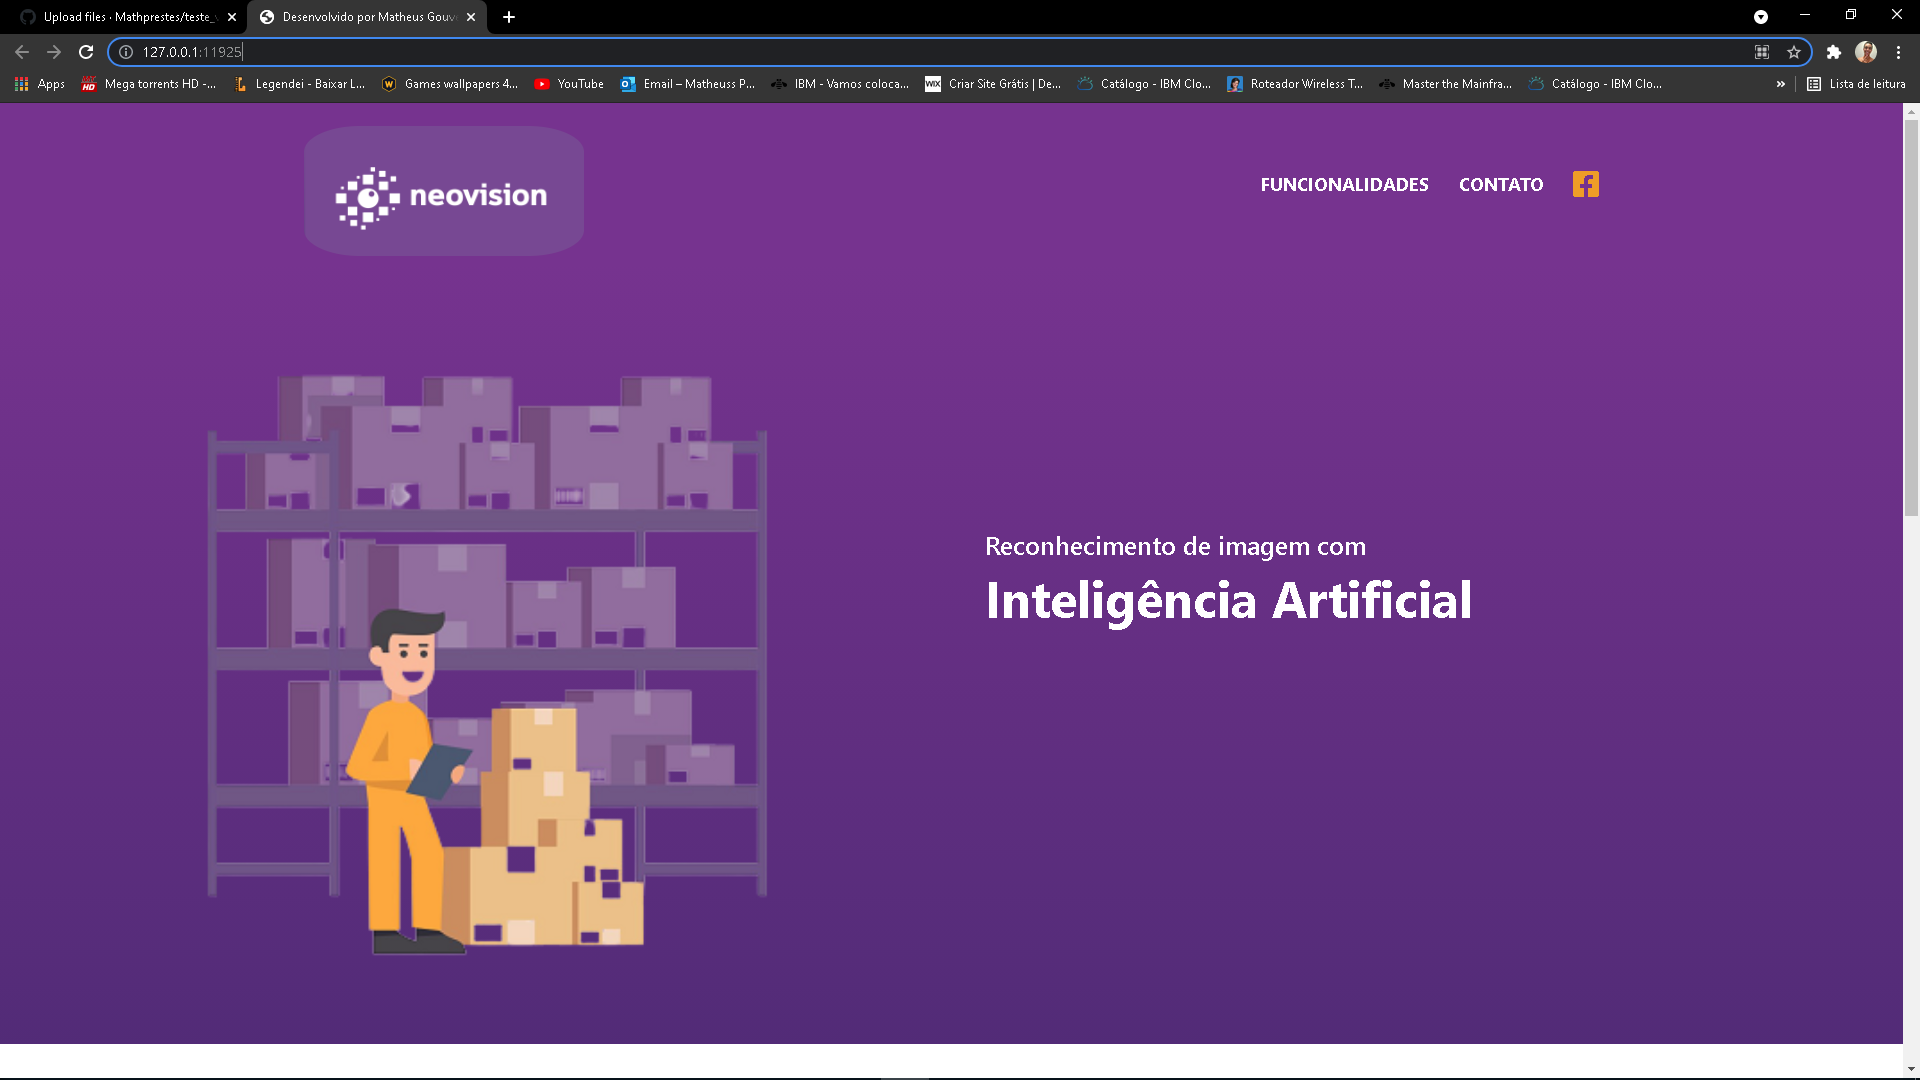 Upload files · Mathprestes/teste_
Desenvolvido por Matheus Gouv
127.0.0.1:11925
Apps
Mega torrents HD -...
Legendei - Baixar L...
Games wallpapers 4...
YouTube
Email – Matheuss P...
IBM - Vamos coloca...
WIX
Criar Site Grátis | De...
Catálogo - IBM Clo...
Roteador Wireless T...
Master the Mainfra...
Catálogo - IBM Clo...
»
Lista de leitura
neovision
FUNCIONALIDADES
CONTATO
Reconhecimento de imagem com
Inteligência Artificial